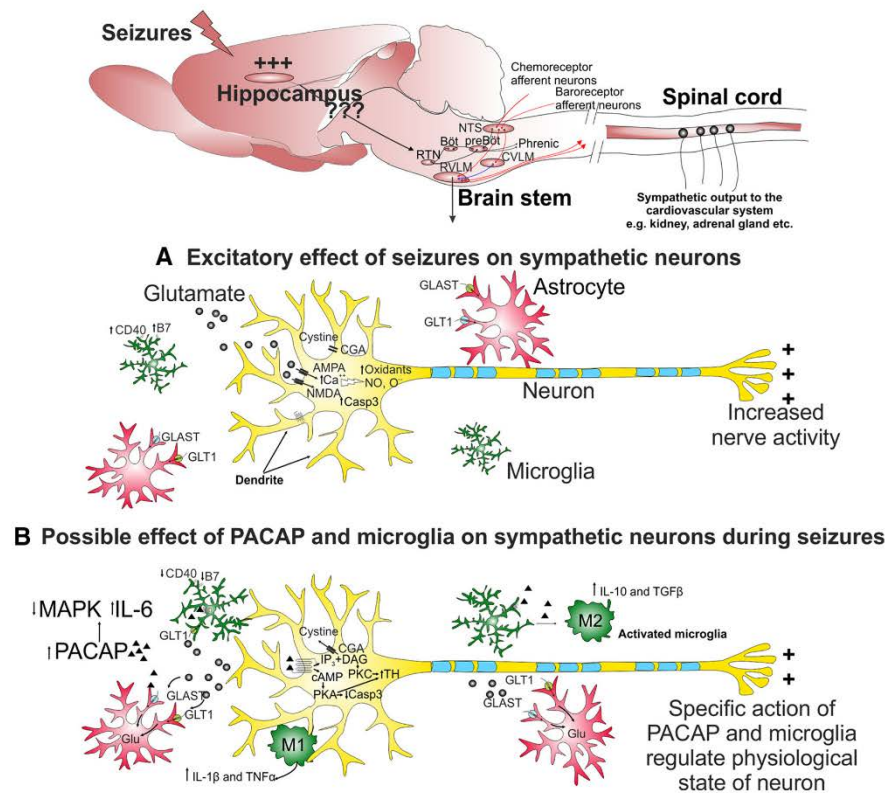 Seizures
+++
Hippocampus
???
Chemoreceptor
afferent neurons
Baroreceptor
afferent neurons
Spinal cord
NTS
Böt preBöt
Phrenic
RTN
CVLM
RVLM
Brain stem
Sympathetic output to the
cardiovascular system
e.g. kidney, adrenal gland etc.
A Excitatory effect of seizures on sympathetic neurons
Glutamate
↑CD40 ↑B7
Cystine
CGA
AMPA
↑Ca⁺⁺
NMDA
↑Oxidants
NO, O⁻
↑Casp3
GLAST
GLT1
Dendrite
GLAST
Astrocyte
GLT1
Neuron
Microglia
+
+
+
Increased
nerve activity
B Possible effect of PACAP and microglia on sympathetic neurons during seizures
↓CD40 ↓B7
↓MAPK ↑IL-6
↑PACAP
GLT1
GLAST
GLT1
Glu
Cystine
CGA
IP₃+DAG
cAMP
PKC→↑TH
PKA→↓Casp3
M1
↑IL-1β and TNFα
↑IL-10 and TGFβ
M2
Activated microglia
GLT1
GLAST
Glu
+
+
Specific action of
PACAP and microglia
regulate physiological
state of neuron